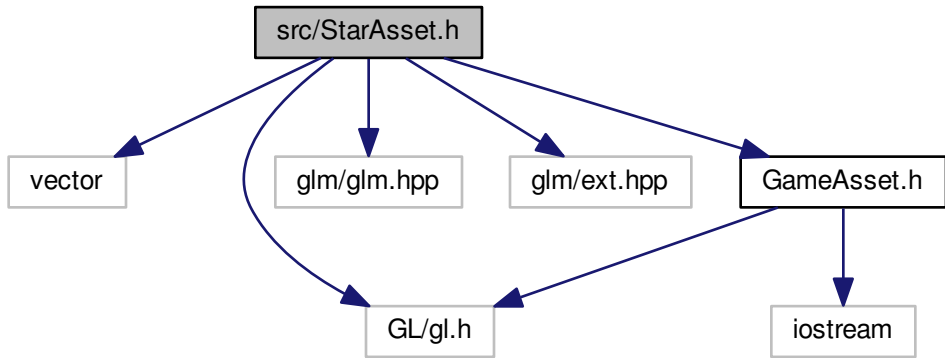 src/StarAsset.h
vector
glm/glm.hpp
glm/ext.hpp
GameAsset.h
GL/gl.h
iostream